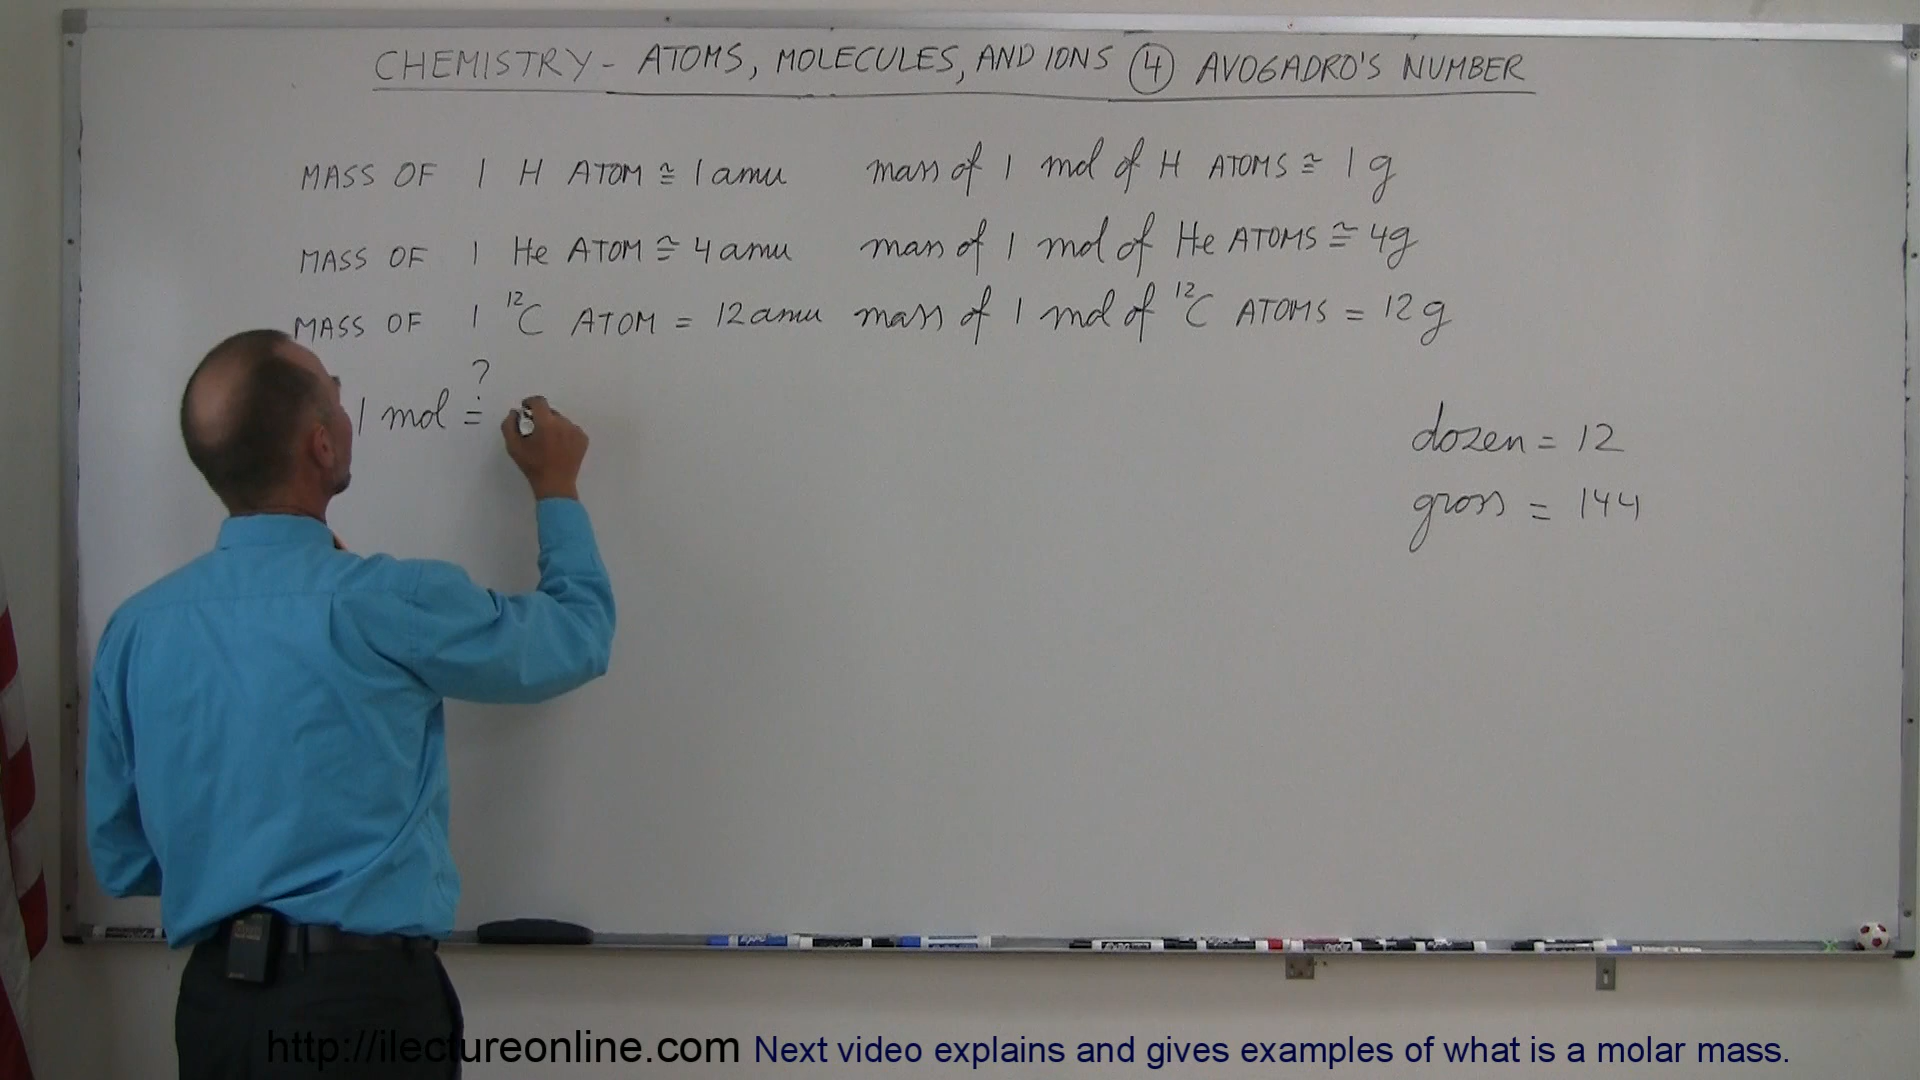 CHEMISTRY - ATOMS, MOLECULES, AND IONS ④ AVOGADRO'S NUMBER
MASS OF 1 H ATOM ≅ 1 amu mass of 1 mol of H ATOMS ≅ 1 g
MASS OF 1 He ATOM ≅ 4 amu mass of 1 mol of He ATOMS ≅ 4g
MASS OF 1 ¹²C ATOM = 12 amu mass of 1 mol of ¹²C ATOMS = 12 g
?
1 mol =
dozen = 12
gross = 144
http://ilectureonline.com Next video explains and gives examples of what is a molar mass.